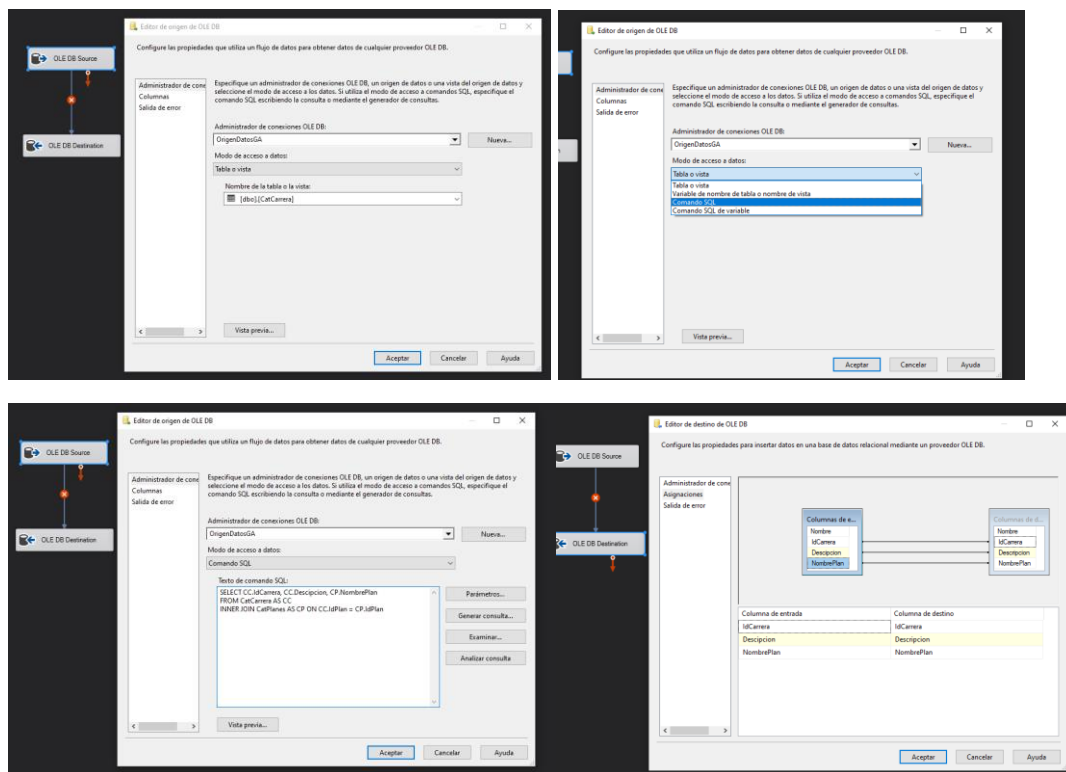 Editor de origen de OLE DB
Configure las propiedades que utiliza un flujo de datos para obtener datos de cualquier proveedor OLE DB.
OLE DB Source
OLE DB Destination
Administrador de cone
Columnas
Salida de error
Especifique un administrador de conexiones OLE DB, un origen de datos o una vista del origen de datos y
seleccione el modo de acceso a los datos. Si utiliza el modo de acceso a comandos SQL, especifique el
comando SQL escribiendo la consulta o mediante el generador de consultas.
Administrador de conexiones OLE DB:
OrigenDatosGA
Nueva...
Modo de acceso a datos:
Tabla o vista
Nombre de la tabla o la vista:
[dbo].[CatCarrera]
Vista previa...
Aceptar Cancelar Ayuda
Editor de origen de OLE DB
Configure las propiedades que utiliza un flujo de datos para obtener datos de cualquier proveedor OLE DB.
Administrador de cone
Columnas
Salida de error
Especifique un administrador de conexiones OLE DB, un origen de datos o una vista del origen de datos y
seleccione el modo de acceso a los datos. Si utiliza el modo de acceso a comandos SQL, especifique el
comando SQL escribiendo la consulta o mediante el generador de consultas.
Administrador de conexiones OLE DB:
OrigenDatosGA
Nueva...
Modo de acceso a datos:
Tabla o vista
Tabla o vista
Variable de nombre de tabla o nombre de vista
Comando SQL
Comando SQL de variable
Vista previa...
Aceptar Cancelar Ayuda
Editor de origen de OLE DB
Configure las propiedades que utiliza un flujo de datos para obtener datos de cualquier proveedor OLE DB.
OLE DB Source
OLE DB Destination
Administrador de cone
Columnas
Salida de error
Especifique un administrador de conexiones OLE DB, un origen de datos o una vista del origen de datos y
seleccione el modo de acceso a los datos. Si utiliza el modo de acceso a comandos SQL, especifique el
comando SQL escribiendo la consulta o mediante el generador de consultas.
Administrador de conexiones OLE DB:
OrigenDatosGA
Nueva...
Modo de acceso a datos:
Comando SQL
Texto de comando SQL:
SELECT CC.IdCarrera, CC.Descipcion, CP.NombrePlan
FROM CatCarrera AS CC
INNER JOIN CatPlanes AS CP ON CC.IdPlan = CP.IdPlan
Parámetros...
Generar consulta...
Examinar...
Analizar consulta
Vista previa...
Aceptar Cancelar Ayuda
Editor de destino de OLE DB
Configure las propiedades para insertar datos en una base de datos relacional mediante un proveedor OLE DB.
OLE DB Source
OLE DB Destination
Administrador de cone
Asignaciones
Salida de error
Columnas de e...
Nombre
IdCarrera
Descipcion
NombrePlan
Columnas de d...
Nombre
IdCarrera
Descripcion
NombrePlan
Columna de entrada Columna de destino
IdCarrera IdCarrera
Descipcion Descripcion
NombrePlan NombrePlan
Aceptar Cancelar Ayuda